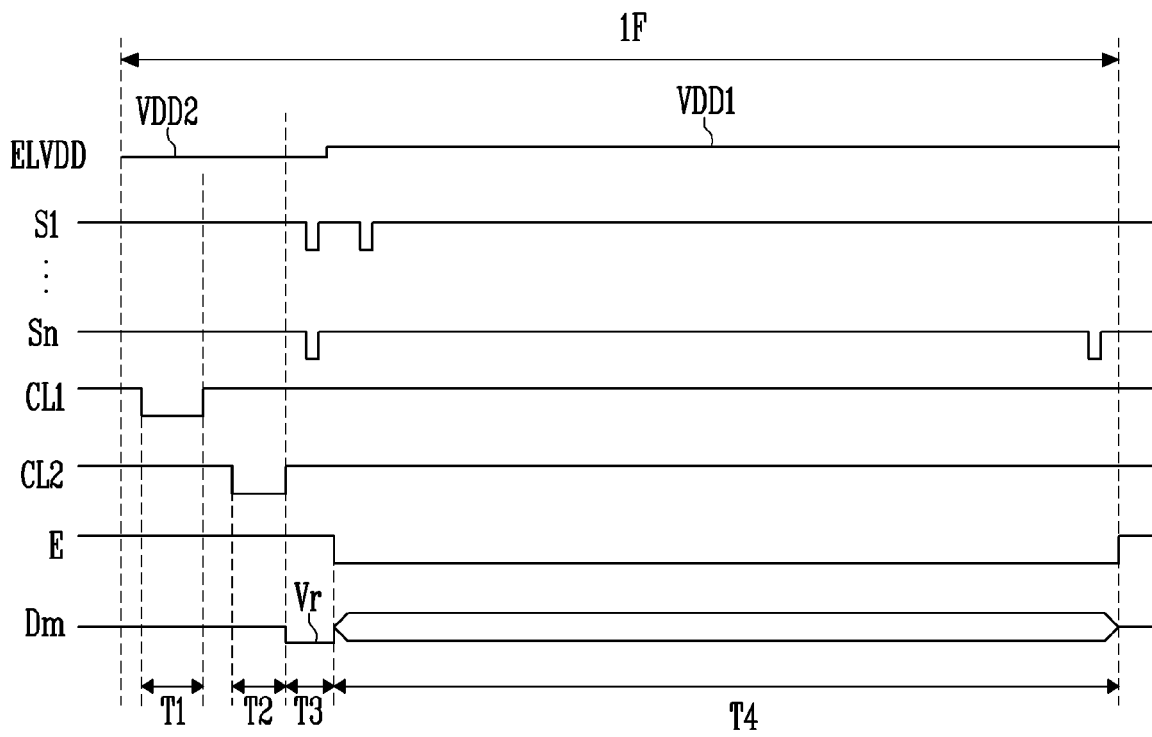 1F
VDD2
VDD1
ELVDD
S1
⋮
Sn
CL1
CL2
E
Vr
Dm
T1
T2
T3
T4